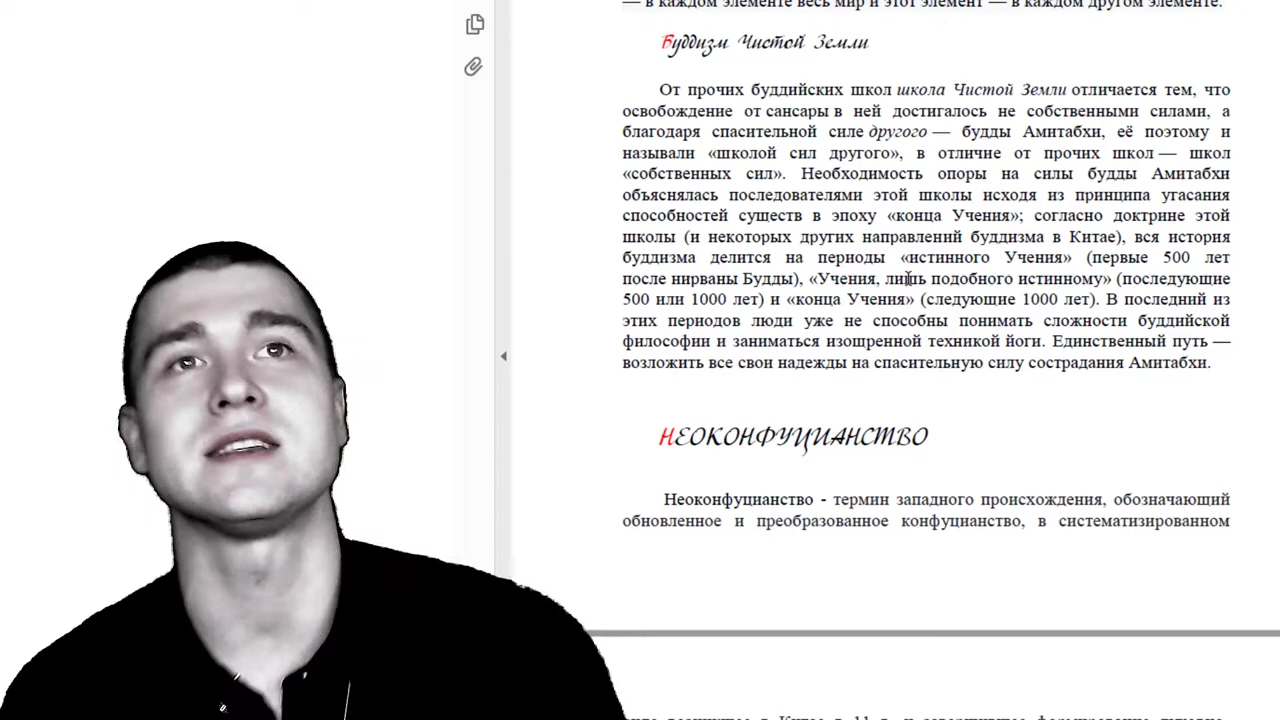 — в каждом элементе весь мир и этот элемент — в каждом другом элементе.
Буддизм Чистой Земли
От прочих буддийских школ школа Чистой Земли отличается тем, что
освобождение от сансары в ней достигалось не собственными силами, а
благодаря спасительной силе другого — будды Амитабхи, её поэтому и
называли «школой сил другого», в отличие от прочих школ — школ
«собственных сил». Необходимость опоры на силы будды Амитабхи
объяснялась последователями этой школы исходя из принципа угасания
способностей существ в эпоху «конца Учения»; согласно доктрине этой
школы (и некоторых других направлений буддизма в Китае), вся история
буддизма делится на периоды «истинного Учения» (первые 500 лет
после нирваны Будды), «Учения, лишь подобного истинному» (последующие
500 или 1000 лет) и «конца Учения» (следующие 1000 лет). В последний из
этих периодов люди уже не способны понимать сложности буддийской
философии и заниматься изощренной техникой йоги. Единственный путь —
возложить все свои надежды на спасительную силу сострадания Амитабхи.
НЕОКОНФУЦИАНСТВО
Неоконфуцианство - термин западного происхождения, обозначающий
обновленное и преобразованное конфуцианство, в систематизированном